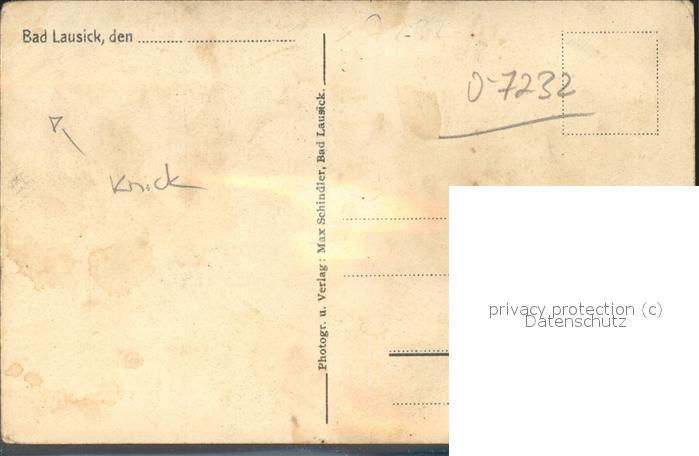 Bad Lausick, den
Knick
Photogr. u. Verlag: Max Schindler, Bad Lausick.
O-7232
privacy protection (c)
Datenschutz